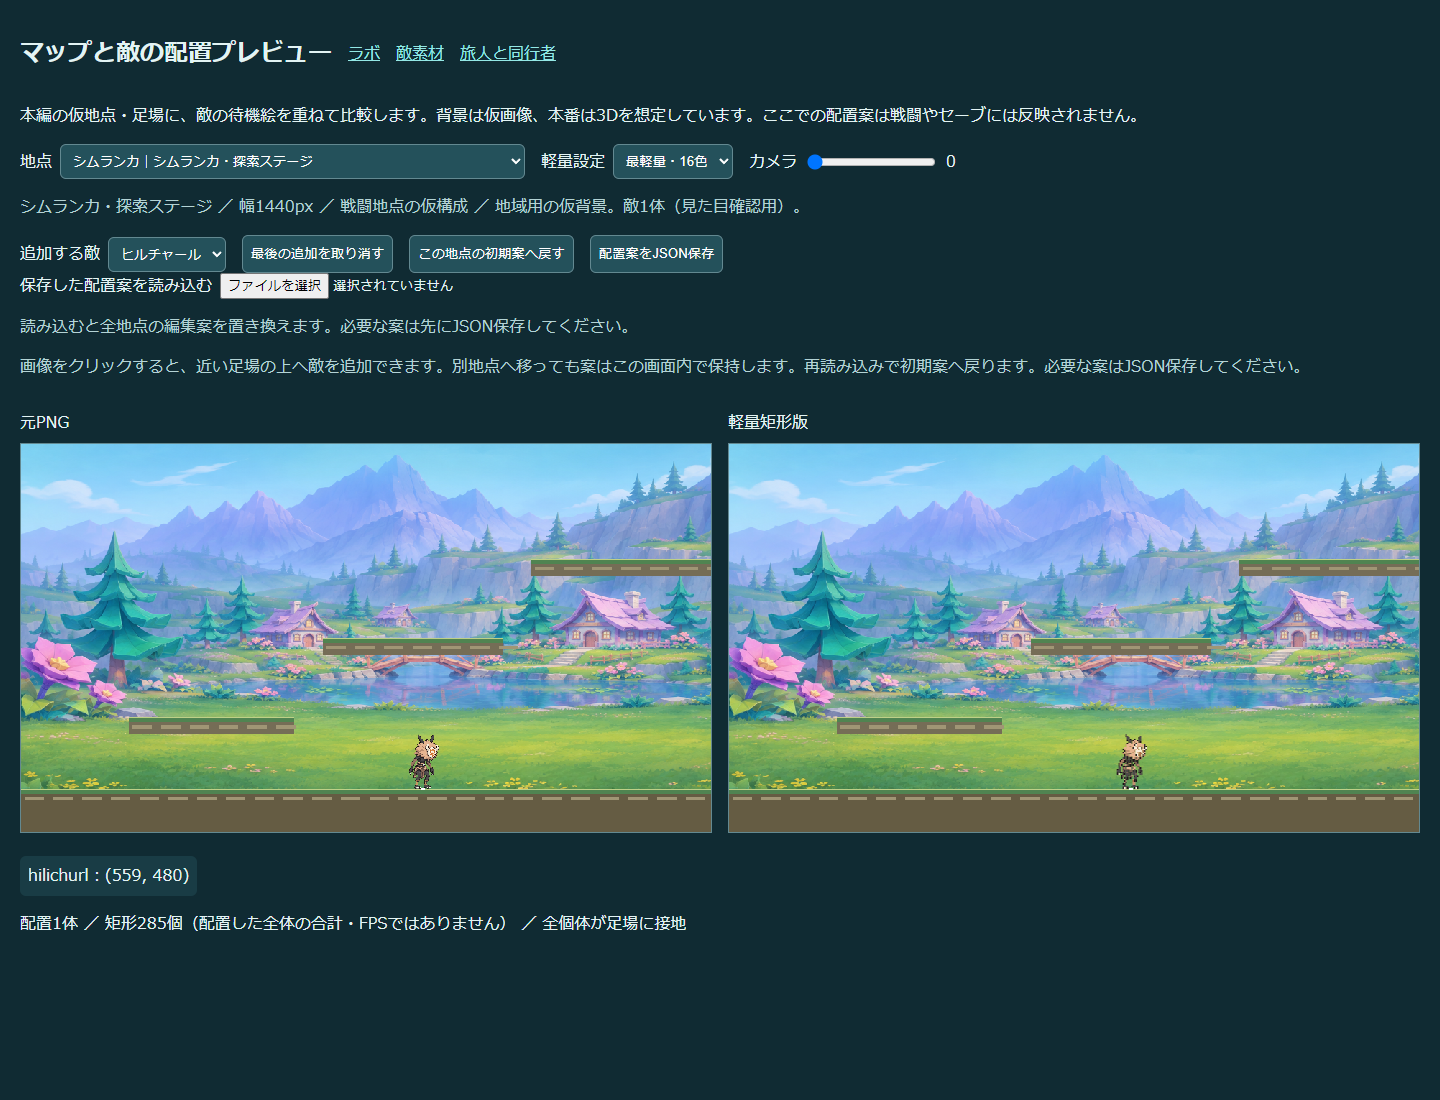 マップと敵の配置プレビュー ラボ 敵素材 旅人と同行者
本編の仮地点・足場に、敵の待機絵を重ねて比較します。背景は仮画像、本番は3Dを想定しています。ここでの配置案は戦闘やセーブには反映されません。
地点 シムランカ｜シムランカ・探索ステージ 軽量設定 最軽量・16色 カメラ 0
シムランカ・探索ステージ ／ 幅1440px ／ 戦闘地点の仮構成 ／ 地域用の仮背景。敵1体（見た目確認用）。
追加する敵 ヒルチャール 最後の追加を取り消す この地点の初期案へ戻す 配置案をJSON保存
保存した配置案を読み込む ファイルを選択 選択されていません
読み込むと全地点の編集案を置き換えます。必要な案は先にJSON保存してください。
画像をクリックすると、近い足場の上へ敵を追加できます。別地点へ移っても案はこの画面内で保持します。再読み込みで初期案へ戻ります。必要な案はJSON保存してください。
元PNG
軽量矩形版
hilichurl：(559, 480)
配置1体 ／ 矩形285個（配置した全体の合計・FPSではありません） ／ 全個体が足場に接地